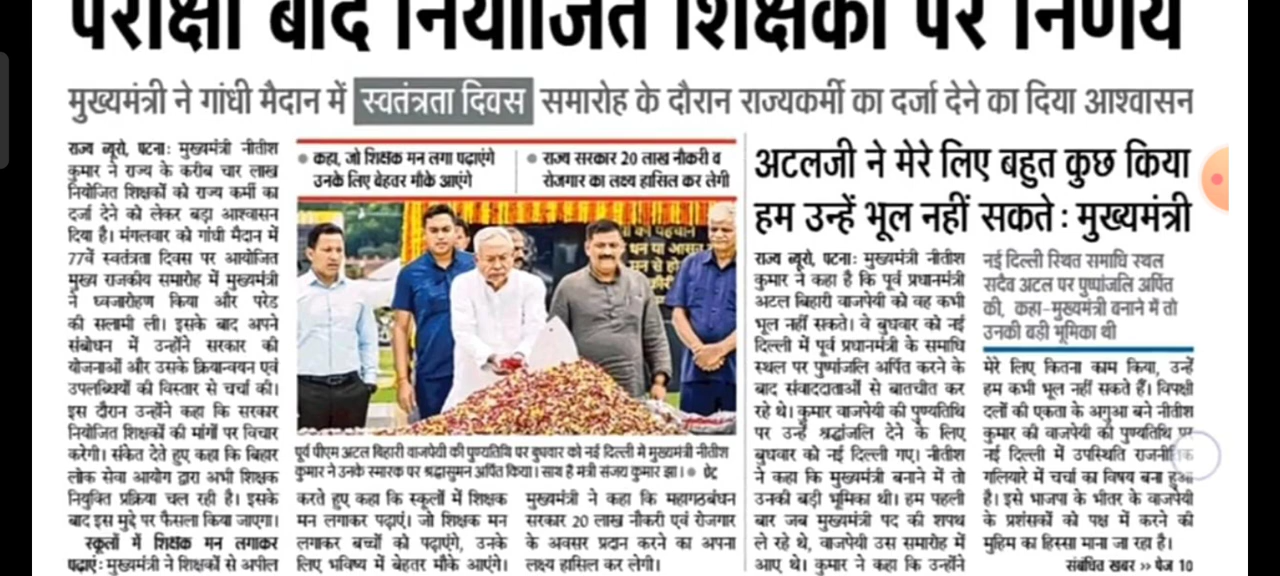 परीक्षा बाद नियोजित शिक्षकों पर निर्णय
मुख्यमंत्री ने गांधी मैदान में स्वतंत्रता दिवस समारोह के दौरान राज्यकर्मी का दर्जा देने का दिया आश्वासन
राज्य ब्यूरो, पटना: मुख्यमंत्री नीतीश
कुमार ने राज्य के करीब चार लाख
नियोजित शिक्षकों को राज्य कर्मी का
दर्जा देने को लेकर बड़ा आश्वासन
दिया है। मंगलवार को गांधी मैदान में
77वें स्वतंत्रता दिवस पर आयोजित
मुख्य राजकीय समारोह में मुख्यमंत्री
ने ध्वजारोहण किया और परेड
की सलामी ली। इसके बाद अपने
संबोधन में उन्होंने सरकार की
योजनाओं और उसके क्रियान्वयन एवं
उपलब्धियों की विस्तार से चर्चा की।
इस दौरान उन्होंने कहा कि सरकार
नियोजित शिक्षकों की मांगों पर विचार
करेगी। संकेत देते हुए कहा कि बिहार
लोक सेवा आयोग द्वारा अभी शिक्षक
नियुक्ति प्रक्रिया चल रही है। इसके
बाद इस मुद्दे पर फैसला किया जाएगा।
स्कूलों में शिक्षक मन लगाकर
पढ़ाएं: मुख्यमंत्री ने शिक्षकों से अपील
● कहा, जो शिक्षक मन लगा पढ़ाएंगे
उनके लिए बेहतर मौके आएंगे
● राज्य सरकार 20 लाख नौकरी व
रोजगार का लक्ष्य हासिल कर लेगी
की पहचान
धन या आसन
मन से हो
पूर्व पीएम अटल बिहारी वाजपेयी की पुण्यतिथि पर बुधवार को नई दिल्ली में मुख्यमंत्री नीतीश
कुमार ने उनके स्मारक पर श्रद्धासुमन अर्पित किया। साथ है मंत्री संजय कुमार झा। ● प्रेट्र
करते हुए कहा कि स्कूलों में शिक्षक
मन लगाकर पढ़ाएं। जो शिक्षक मन
लगाकर बच्चों को पढ़ाएंगे, उनके
लिए भविष्य में बेहतर मौके आएंगे।
मुख्यमंत्री ने कहा कि महागठबंधन
सरकार 20 लाख नौकरी एवं रोजगार
के अवसर प्रदान करने का अपना
लक्ष्य हासिल कर लेगी।
अटलजी ने मेरे लिए बहुत कुछ किया
हम उन्हें भूल नहीं सकते : मुख्यमंत्री
राज्य ब्यूरो, पटना: मुख्यमंत्री नीतीश
कुमार ने कहा है कि पूर्व प्रधानमंत्री
अटल बिहारी वाजपेयी को वह कभी
भूल नहीं सकते। वे बुधवार को नई
दिल्ली में पूर्व प्रधानमंत्री के समाधि
स्थल पर पुष्पांजलि अर्पित करने के
बाद संवाददाताओं से बातचीत कर
रहे थे। कुमार वाजपेयी की पुण्यतिथि
पर उन्हें श्रद्धांजलि देने के लिए
बुधवार को नई दिल्ली गए। नीतीश
ने कहा कि मुख्यमंत्री बनाने में तो
उनकी बड़ी भूमिका थी। हम पहली
बार जब मुख्यमंत्री पद की शपथ
ले रहे थे, वाजपेयी उस समारोह में
आए थे। कुमार ने कहा कि उन्होंने
नई दिल्ली स्थित समाधि स्थल
सदैव अटल पर पुष्पांजलि अर्पित
की, कहा-मुख्यमंत्री बनाने में तो
उनकी बड़ी भूमिका थी
मेरे लिए कितना काम किया, उन्हें
हम कभी भूल नहीं सकते हैं। विपक्षी
दलों की एकता के अगुआ बने नीतीश
कुमार की वाजपेयी की पुण्यतिथि पर
नई दिल्ली में उपस्थिति राजनीतिक
गलियारे में चर्चा का विषय बना हुआ
है। इसे भाजपा के भीतर के वाजपेयी
के प्रशंसकों को पक्ष में करने की
मुहिम का हिस्सा माना जा रहा है।
संबंधित खबर >> पेज 10